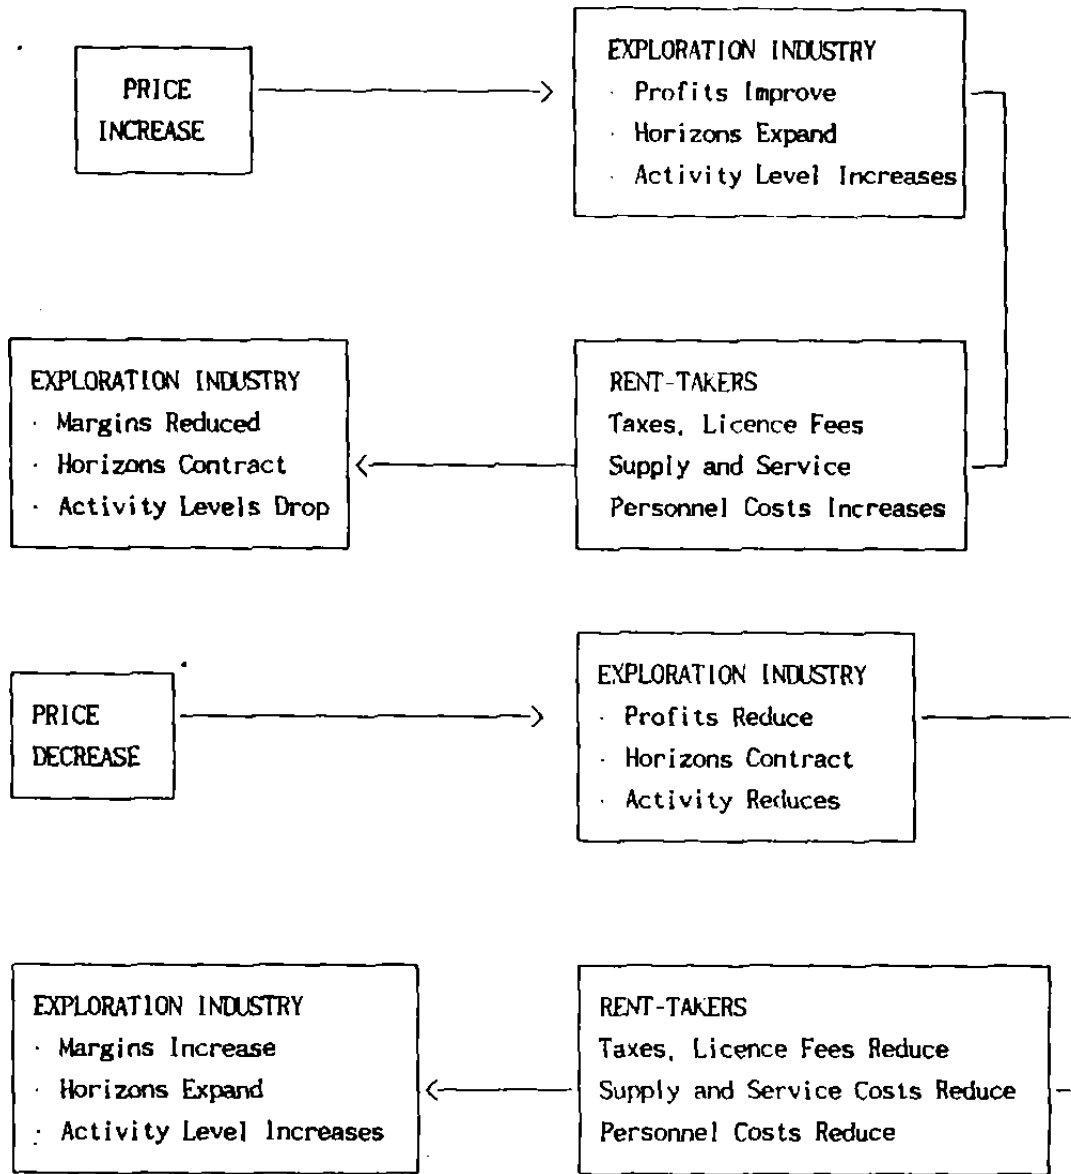 PRICE
INCREASE
EXPLORATION INDUSTRY
· Profits Improve
· Horizons Expand
· Activity Level Increases
RENT-TAKERS
Taxes, Licence Fees
Supply and Service
Personnel Costs Increases
EXPLORATION INDUSTRY
· Margins Reduced
· Horizons Contract
· Activity Levels Drop
PRICE
DECREASE
EXPLORATION INDUSTRY
· Profits Reduce
· Horizons Contract
· Activity Reduces
RENT-TAKERS
Taxes, Licence Fees Reduce
Supply and Service Costs Reduce
Personnel Costs Reduce
EXPLORATION INDUSTRY
· Margins Increase
· Horizons Expand
· Activity Level Increases